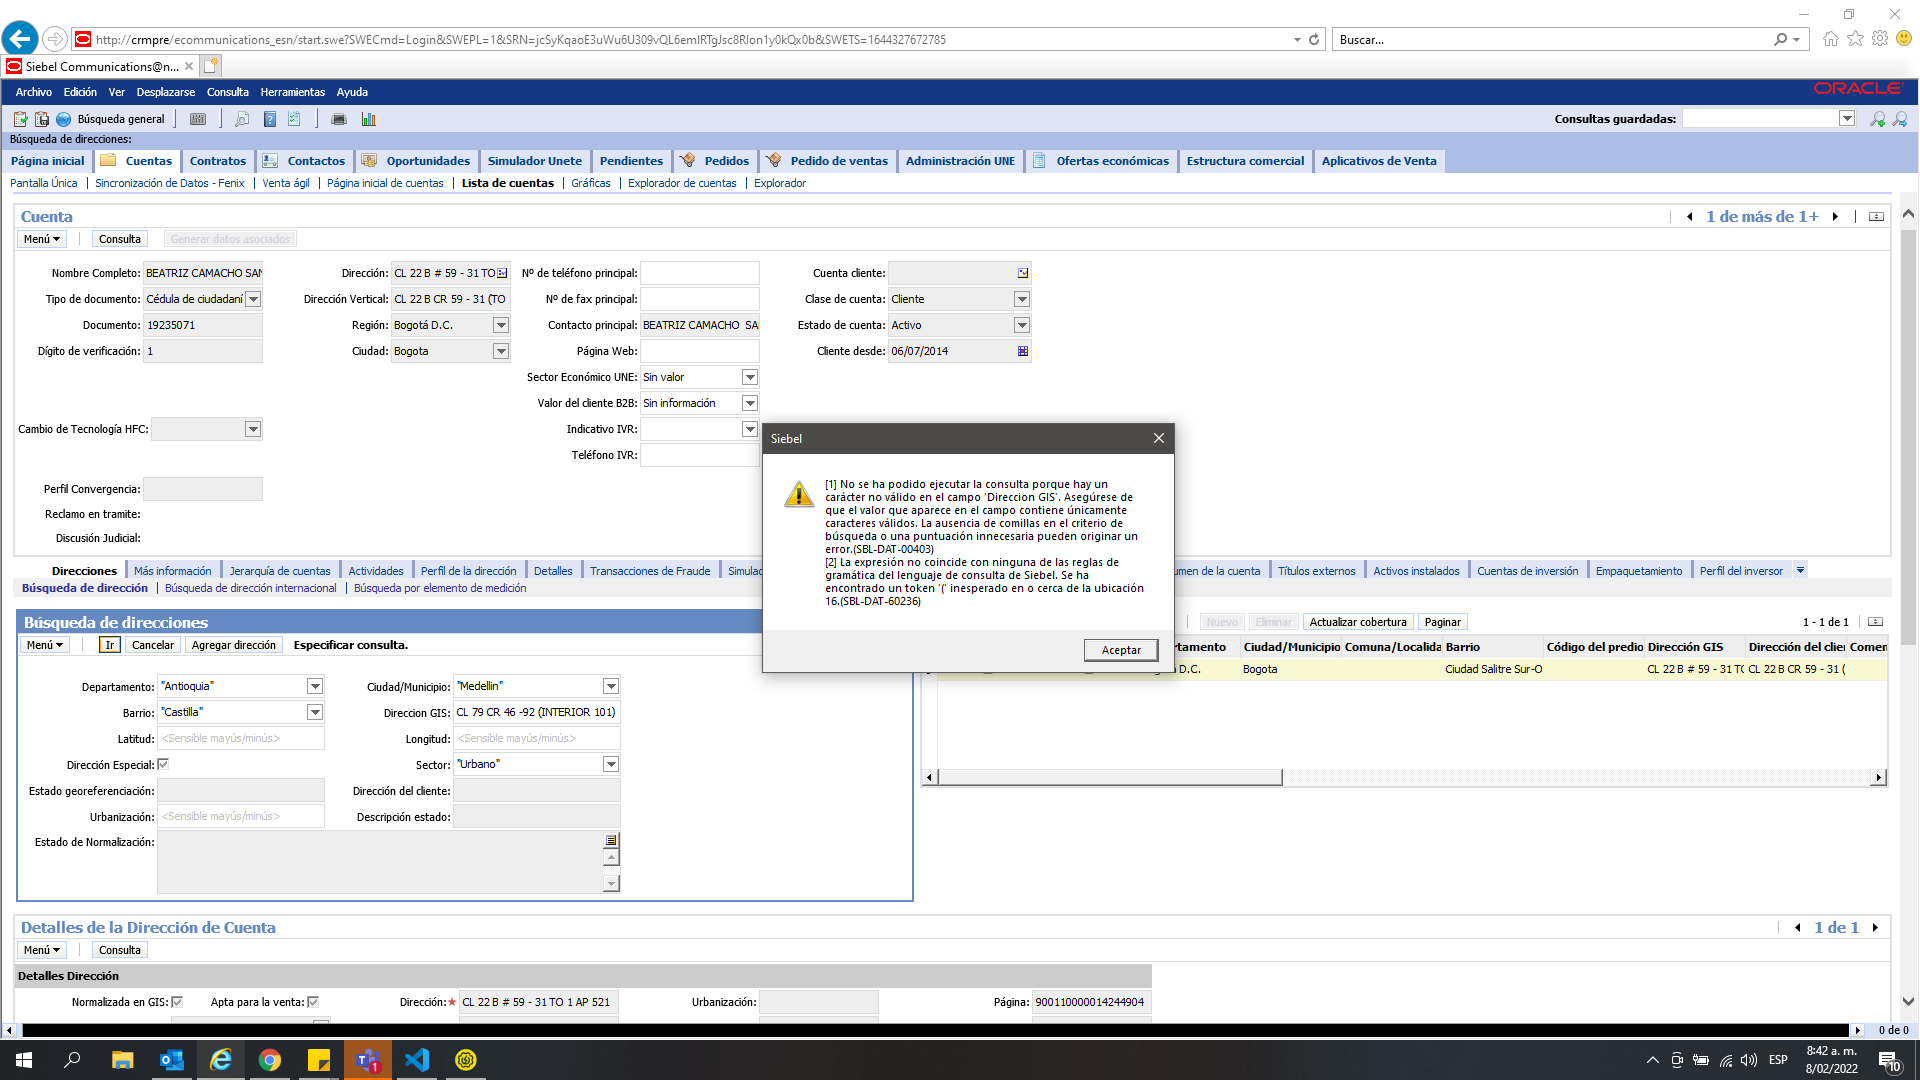 http://crmpre/ecommunications_esn/start.swe?SWECmd=Login&SWEPL=1&SRN=jcSyKqaoE3uWu6U309vQL6emIRTgJsc8RIon1y0kQx0b&SWETS=1644327672785
Buscar...
Siebel Communications@n...
Archivo Edición Ver Desplazarse Consulta Herramientas Ayuda
ORACLE
Búsqueda general
Consultas guardadas:
Búsqueda de direcciones:
Página inicial Cuentas Contratos Contactos Oportunidades Simulador Unete Pendientes Pedidos Pedido de ventas Administración UNE Ofertas económicas Estructura comercial Aplicativos de Venta
Pantalla Única Sincronización de Datos - Fenix Venta ágil Página inicial de cuentas Lista de cuentas Gráficas Explorador de cuentas Explorador
Cuenta
1 de más de 1+
Menú Consulta Generar datos asociados
Nombre Completo: BEATRIZ CAMACHO SAN Dirección: CL 22 B # 59 - 31 TO Nº de teléfono principal: Cuenta cliente:
Tipo de documento: Cédula de ciudadaní Dirección Vertical: CL 22 B CR 59 - 31 (TO Nº de fax principal: Clase de cuenta: Cliente
Documento: 19235071 Región: Bogotá D.C. Contacto principal: BEATRIZ CAMACHO SA Estado de cuenta: Activo
Dígito de verificación: 1 Ciudad: Bogota Página Web: Cliente desde: 06/07/2014
Sector Económico UNE: Sin valor
Valor del cliente B2B: Sin información
Cambio de Tecnología HFC: Indicativo IVR:
Teléfono IVR:
Perfil Convergencia:
Reclamo en tramite:
Discusión Judicial:
Siebel
[1] No se ha podido ejecutar la consulta porque hay un
carácter no válido en el campo 'Direccion GIS'. Asegúrese de
que el valor que aparece en el campo contiene únicamente
caracteres válidos. La ausencia de comillas en el criterio de
búsqueda o una puntuación innecesaria pueden originar un
error.(SBL-DAT-00403)
[2] La expresión no coincide con ninguna de las reglas de
gramática del lenguaje de consulta de Siebel. Se ha
encontrado un token '(' inesperado en o cerca de la ubicación
16.(SBL-DAT-60236)
Aceptar
Direcciones Más información Jerarquía de cuentas Actividades Perfil de la dirección Detalles Transacciones de Fraude Simulac umen de la cuenta Títulos externos Activos instalados Cuentas de inversión Empaquetamiento Perfil del inversor
Búsqueda de dirección Búsqueda de dirección internacional Búsqueda por elemento de medición
Búsqueda de direcciones
Nuevo Eliminar Actualizar cobertura Paginar 1 - 1 de 1
Menú Ir Cancelar Agregar dirección Especificar consulta.
rtamento Ciudad/Municipio Comuna/Localida Barrio Código del predio Dirección GIS Dirección del clie Comen
D.C. Bogota Ciudad Salitre Sur-O CL 22 B # 59 - 31 TO CL 22 B CR 59 - 31 (
Departamento: "Antioquia" Ciudad/Municipio: "Medellin"
Barrio: "Castilla" Direccion GIS: CL 79 CR 46 -92 (INTERIOR 101)
Latitud: <Sensible mayús/minús> Longitud: <Sensible mayús/minús>
Dirección Especial: Sector: "Urbano"
Estado georeferenciación: Dirección del cliente:
Urbanización: <Sensible mayús/minús> Descripción estado:
Estado de Normalización:
Detalles de la Dirección de Cuenta
1 de 1
Menú Consulta
Detalles Dirección
Normalizada en GIS: Apta para la venta: Dirección:* CL 22 B # 59 - 31 TO 1 AP 521 Urbanización: Página: 900110000014244904
0 de 0
1
ESP
8:42 a. m.
8/02/2022
10